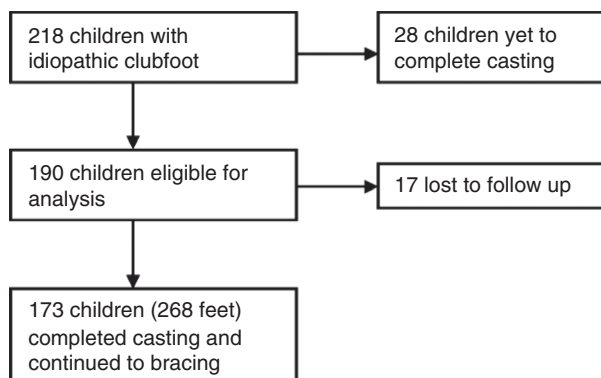 218 children with
idiopathic clubfoot
28 children yet to
complete casting
190 children eligible for
analysis
17 lost to follow up
173 children (268 feet)
completed casting and
continued to bracing